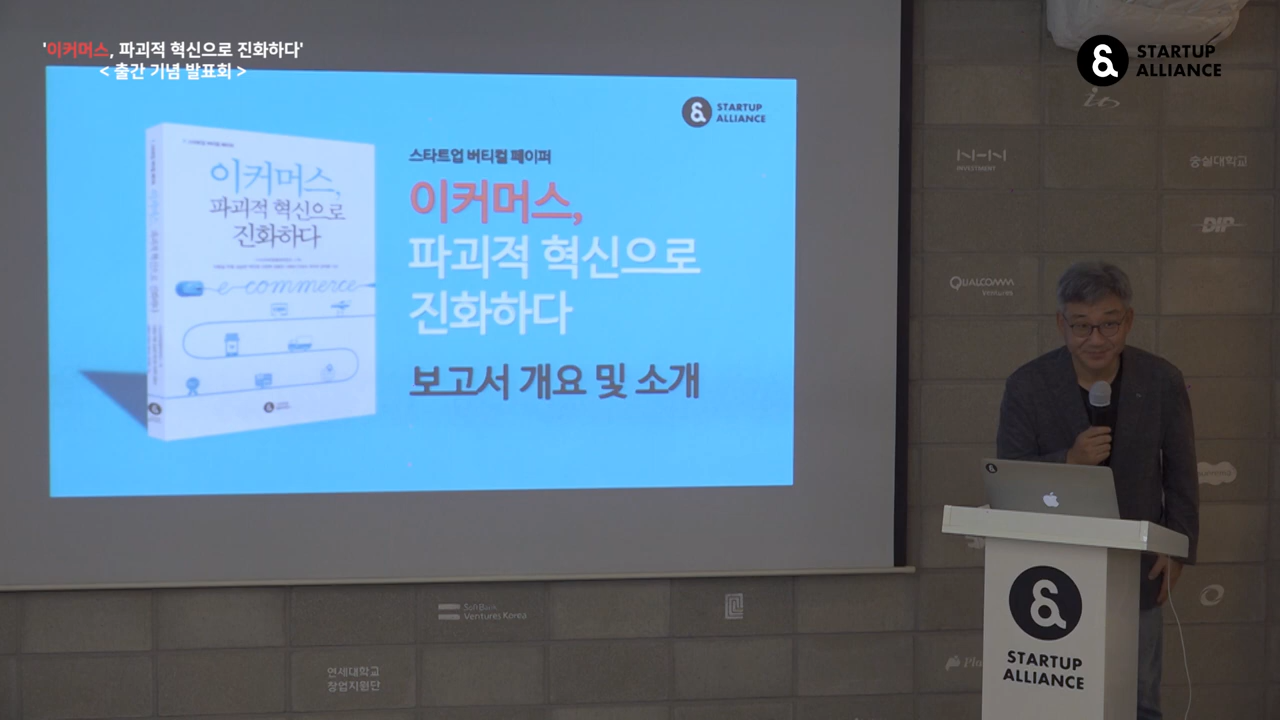 '이커머스, 파괴적 혁신으로 진화하다'
< 출간 기념 발표회 >
STARTUP
ALLIANCE
STARTUP
ALLIANCE
스타트업 버티컬 페이퍼
이커머스,
파괴적 혁신으로
진화하다
보고서 개요 및 소개
이커머스,
파괴적 혁신으로
진화하다
e-commerce
숭실대학교
DIP
QUALCOMM
SoftBank
Ventures Korea
연세대학교
창업지원단
STARTUP
ALLIANCE